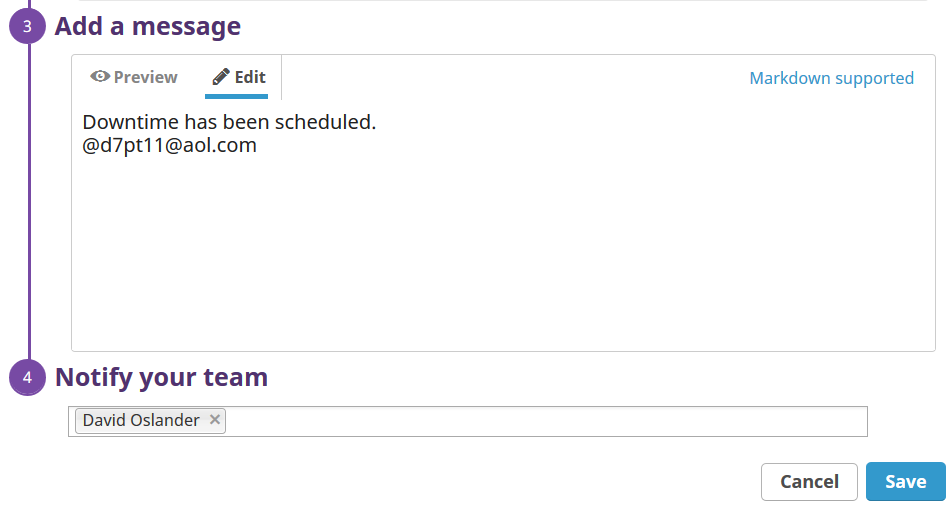 3 Add a message
Preview Edit Markdown supported
Downtime has been scheduled.
@d7pt11@aol.com
4 Notify your team
David Oslander ×
Cancel Save